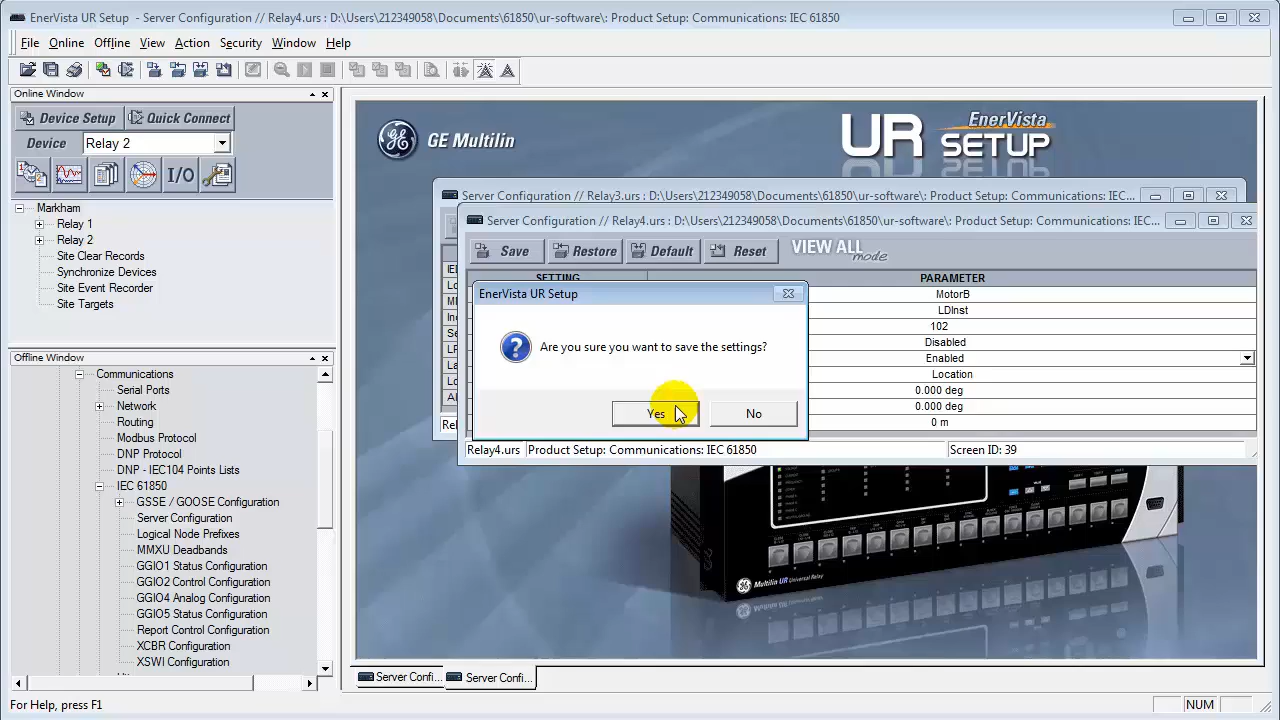 EnerVista UR Setup - Server Configuration // Relay4.urs : D:\Users\212349058\Documents\61850\ur-software\: Product Setup: Communications: IEC 61850
File Online Offline View Action Security Window Help
Online Window
Device Setup Quick Connect
Device Relay 2
I/O
Markham
Relay 1
Relay 2
Site Clear Records
Synchronize Devices
Site Event Recorder
Site Targets
Offline Window
Communications
Serial Ports
Network
Routing
Modbus Protocol
DNP Protocol
DNP - IEC104 Points Lists
IEC 61850
GSSE / GOOSE Configuration
Server Configuration
Logical Node Prefixes
MMXU Deadbands
GGIO1 Status Configuration
GGIO2 Control Configuration
GGIO4 Analog Configuration
GGIO5 Status Configuration
Report Control Configuration
XCBR Configuration
XSWI Configuration
GE Multilin
UR EnerVista SETUP
Server Configuration // Relay3.urs : D:\Users\212349058\Documents\61850\ur-software\: Product Setup: Communications: IEC...
Server Configuration // Relay4.urs : D:\Users\212349058\Documents\61850\ur-software\: Product Setup: Communications: IEC...
Save Restore Default Reset VIEW ALL mode
SETTING PARAMETER
MotorB
LDInst
102
Disabled
Enabled
Location
0.000 deg
0.000 deg
0 m
EnerVista UR Setup
Are you sure you want to save the settings?
Yes No
Relay4.urs Product Setup: Communications: IEC 61850 Screen ID: 39
Multilin UR Universal Relay
Server Confi... Server Confi...
For Help, press F1 NUM